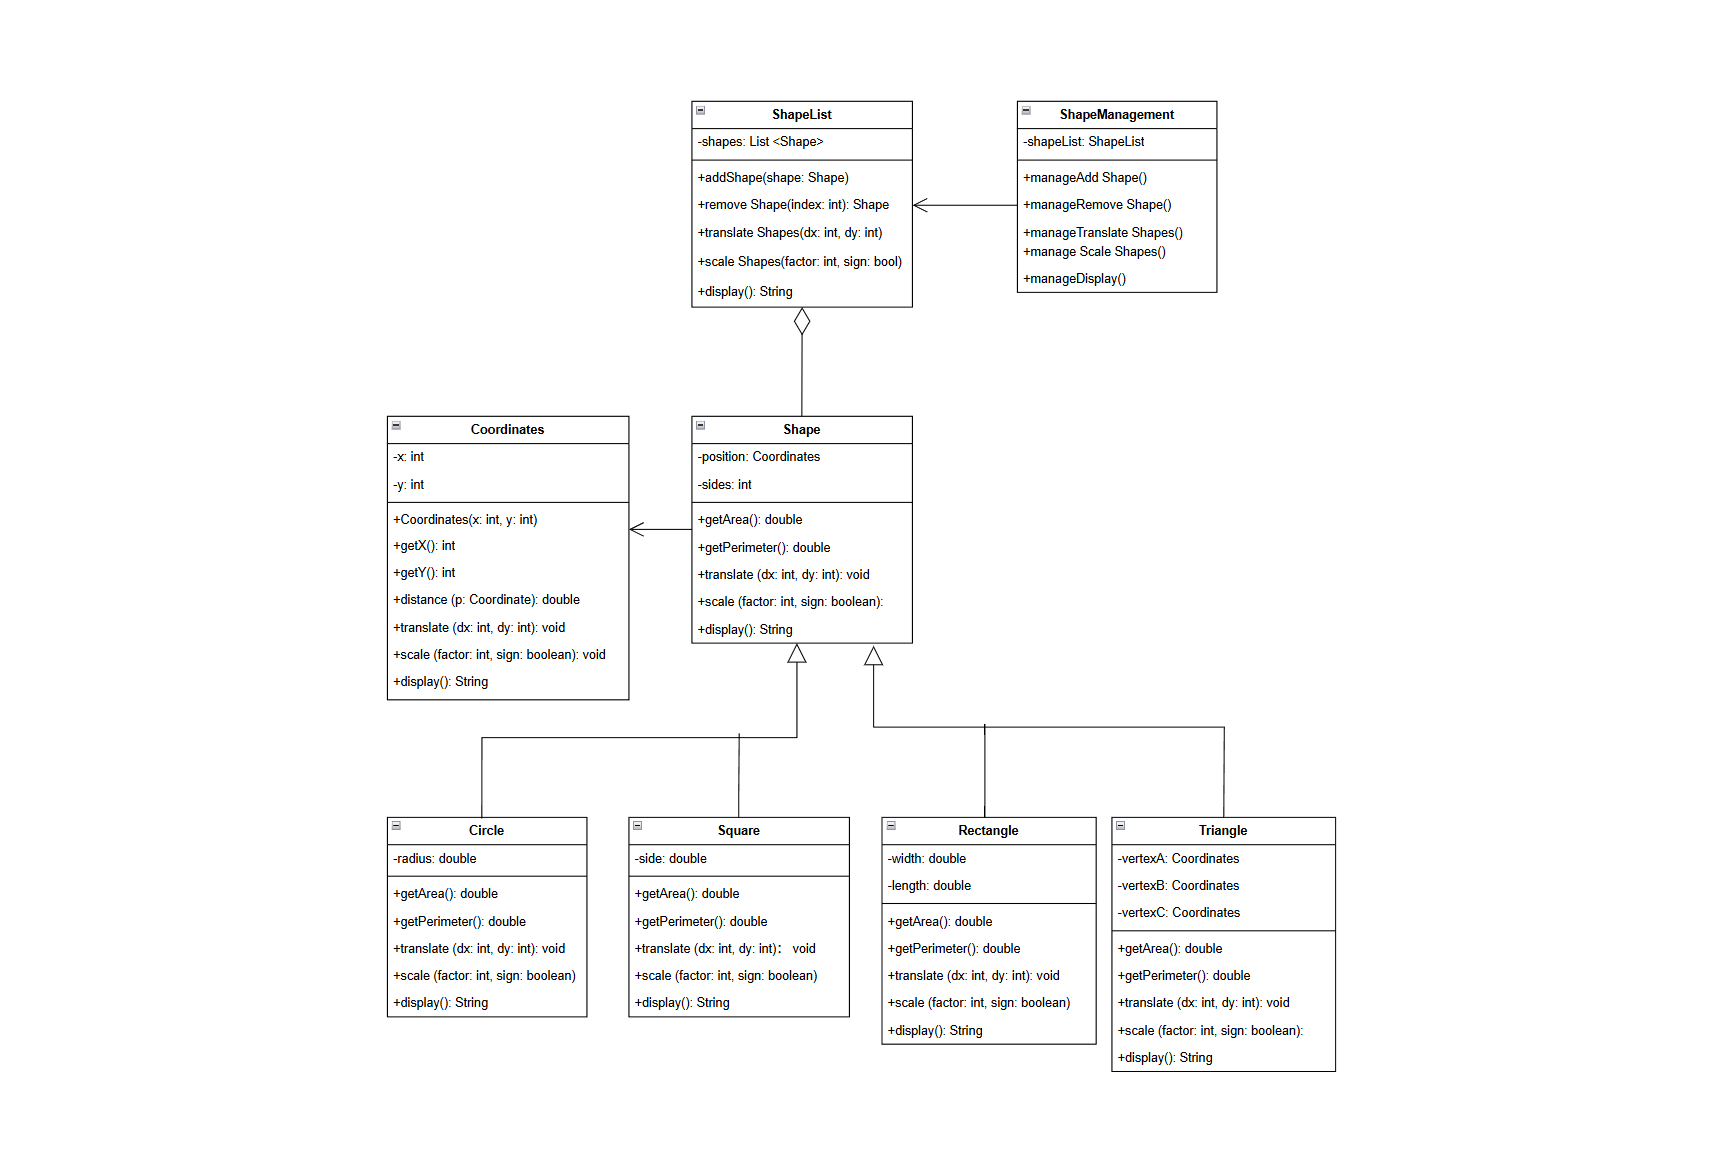 ShapeList
-shapes: List <Shape>
+addShape(shape: Shape)
+remove Shape(index: int): Shape
+translate Shapes(dx: int, dy: int)
+scale Shapes(factor: int, sign: bool)
+display(): String
ShapeManagement
-shapeList: ShapeList
+manageAdd Shape()
+manageRemove Shape()
+manageTranslate Shapes()
+manage Scale Shapes()
+manageDisplay()
Coordinates
-x: int
-y: int
+Coordinates(x: int, y: int)
+getX(): int
+getY(): int
+distance (p: Coordinate): double
+translate (dx: int, dy: int): void
+scale (factor: int, sign: boolean): void
+display(): String
Shape
-position: Coordinates
-sides: int
+getArea(): double
+getPerimeter(): double
+translate (dx: int, dy: int): void
+scale (factor: int, sign: boolean):
+display(): String
Circle
-radius: double
+getArea(): double
+getPerimeter(): double
+translate (dx: int, dy: int): void
+scale (factor: int, sign: boolean)
+display(): String
Square
-side: double
+getArea(): double
+getPerimeter(): double
+translate (dx: int, dy: int)： void
+scale (factor: int, sign: boolean)
+display(): String
Rectangle
-width: double
-length: double
+getArea(): double
+getPerimeter(): double
+translate (dx: int, dy: int): void
+scale (factor: int, sign: boolean)
+display(): String
Triangle
-vertexA: Coordinates
-vertexB: Coordinates
-vertexC: Coordinates
+getArea(): double
+getPerimeter(): double
+translate (dx: int, dy: int): void
+scale (factor: int, sign: boolean):
+display(): String